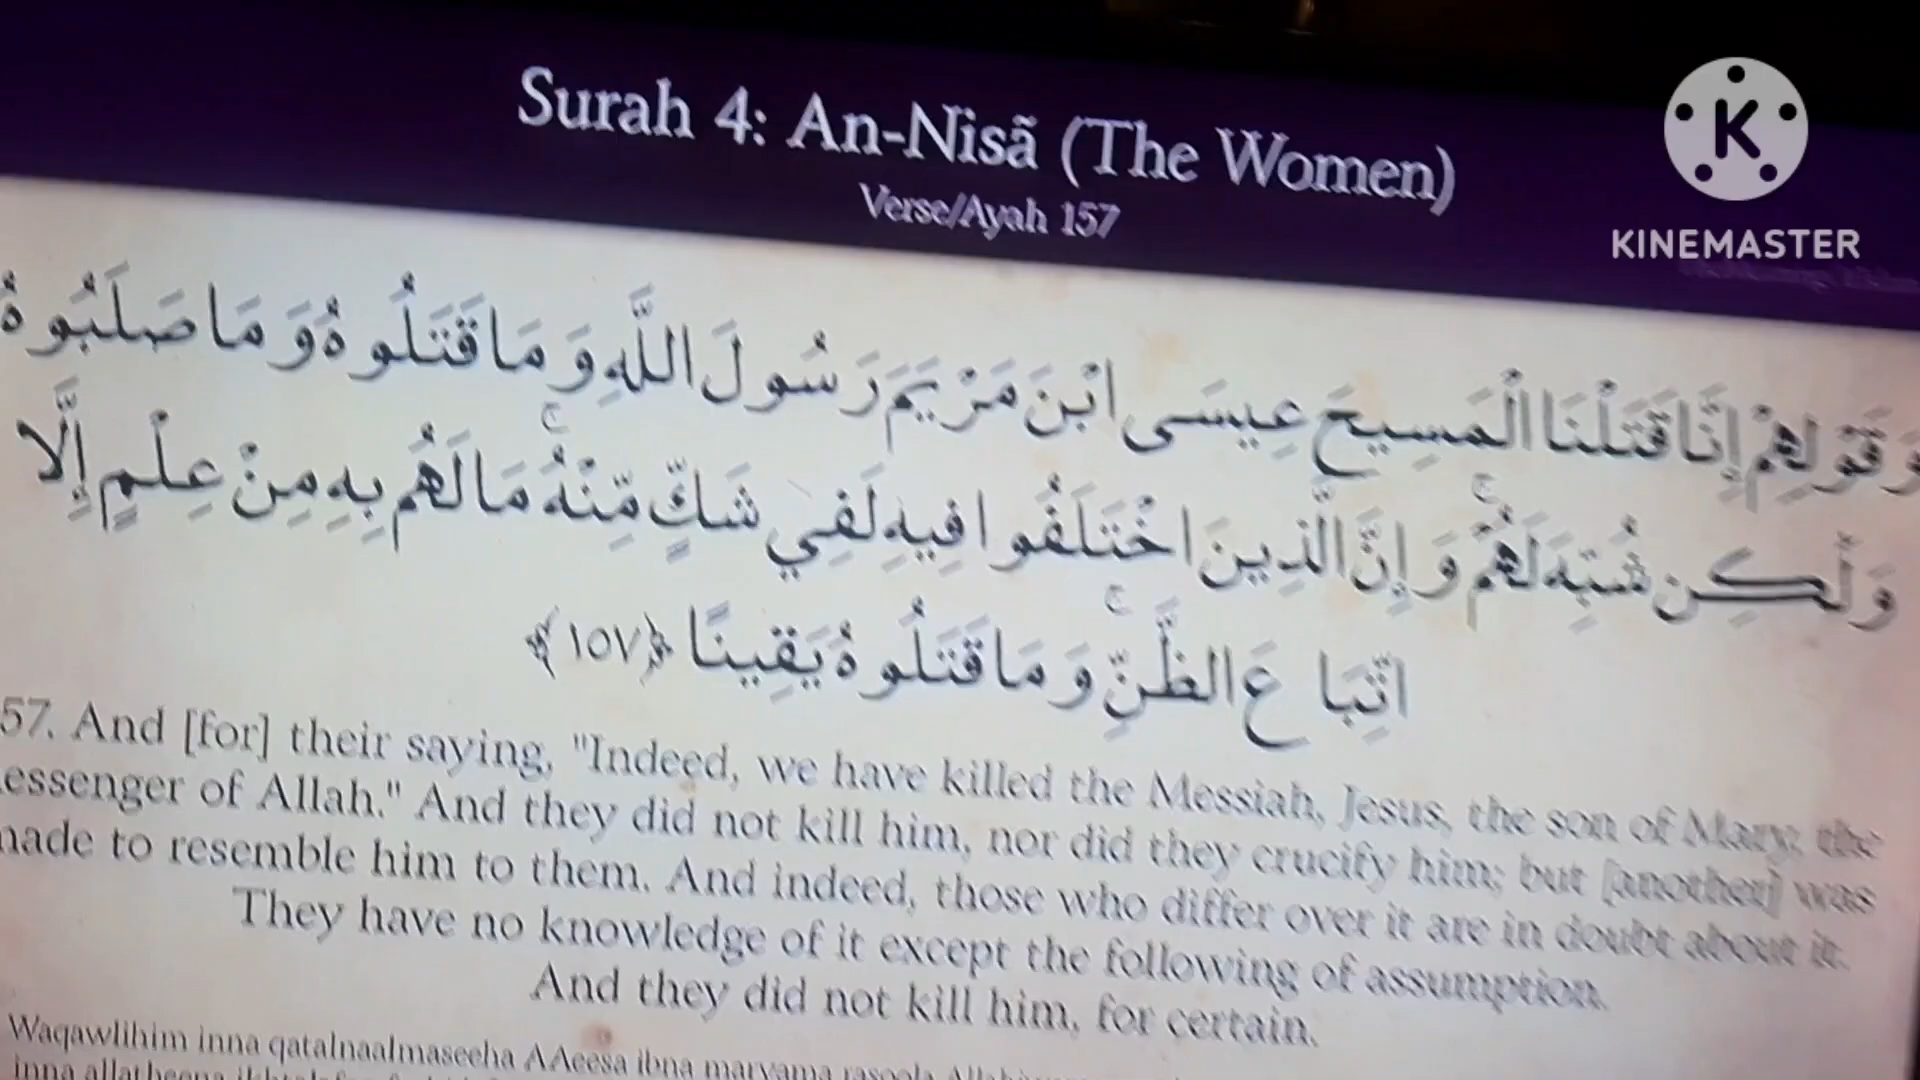 Surah 4: An-Nisã (The Women)
Verse/Ayah 157
KINEMASTER
وَقَوْلِهِمْ إِنَّا قَتَلْنَا الْمَسِيحَ عِيسَى ابْنَ مَرْيَمَ رَسُولَ اللَّهِ وَمَا قَتَلُوهُ وَمَا صَلَبُوهُ
وَلَٰكِن شُبِّهَ لَهُمْ ۚ وَإِنَّ الَّذِينَ اخْتَلَفُوا فِيهِ لَفِي شَكٍّ مِّنْهُ ۚ مَا لَهُم بِهِ مِنْ عِلْمٍ إِلَّا
اتِّبَاعَ الظَّنِّ ۚ وَمَا قَتَلُوهُ يَقِينًا ﴿١٥٧﴾
57. And [for] their saying, "Indeed, we have killed the Messiah, Jesus, the son of Mary, the
essenger of Allah." And they did not kill him, nor did they crucify him; but [another] was
made to resemble him to them. And indeed, those who differ over it are in doubt about it.
They have no knowledge of it except the following of assumption.
And they did not kill him, for certain.
Waqawlihim inna qatalnaalmaseeha AAeesa ibna maryama rasoola
inna allatheena